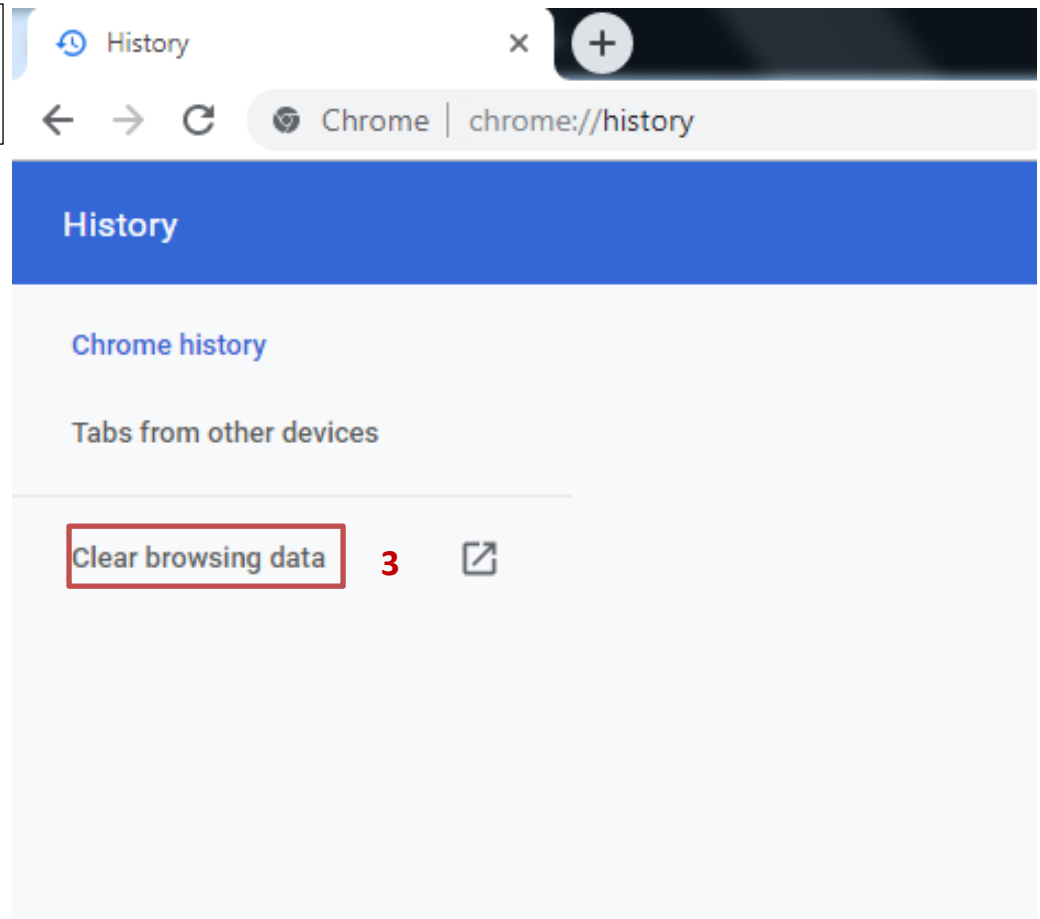 History
Chrome | chrome://history
History
Chrome history
Tabs from other devices
Clear browsing data 3